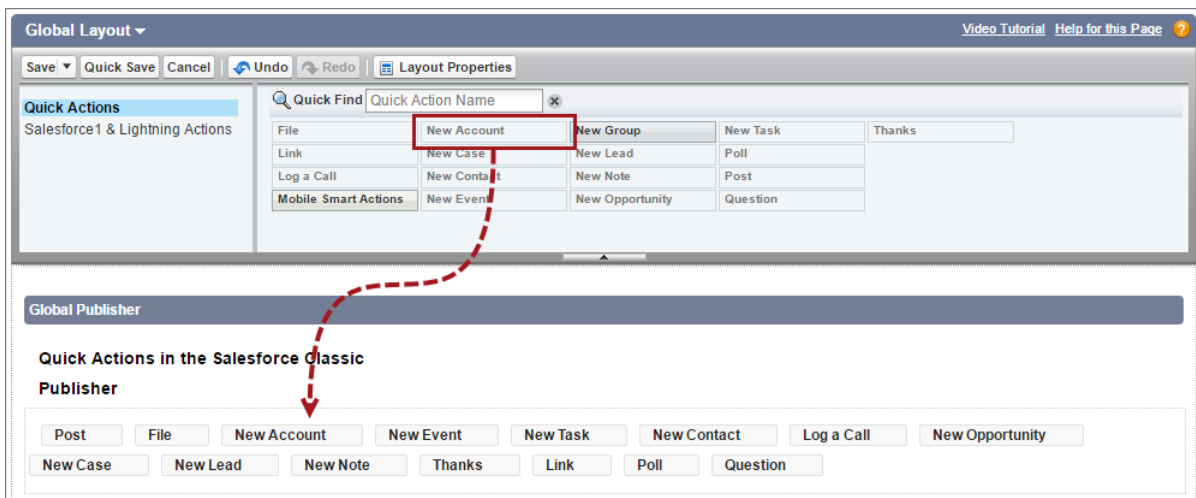 Global Layout Video Tutorial Help for this Page ?
Save Quick Save Cancel Undo Redo Layout Properties
Quick Find Quick Action Name
Quick Actions
Salesforce1 & Lightning Actions
File New Account New Group New Task Thanks
Link New Case New Lead Poll
Log a Call New Contact New Note Post
Mobile Smart Actions New Event New Opportunity Question
Global Publisher
Quick Actions in the Salesforce Classic
Publisher
Post File New Account New Event New Task New Contact Log a Call New Opportunity
New Case New Lead New Note Thanks Link Poll Question